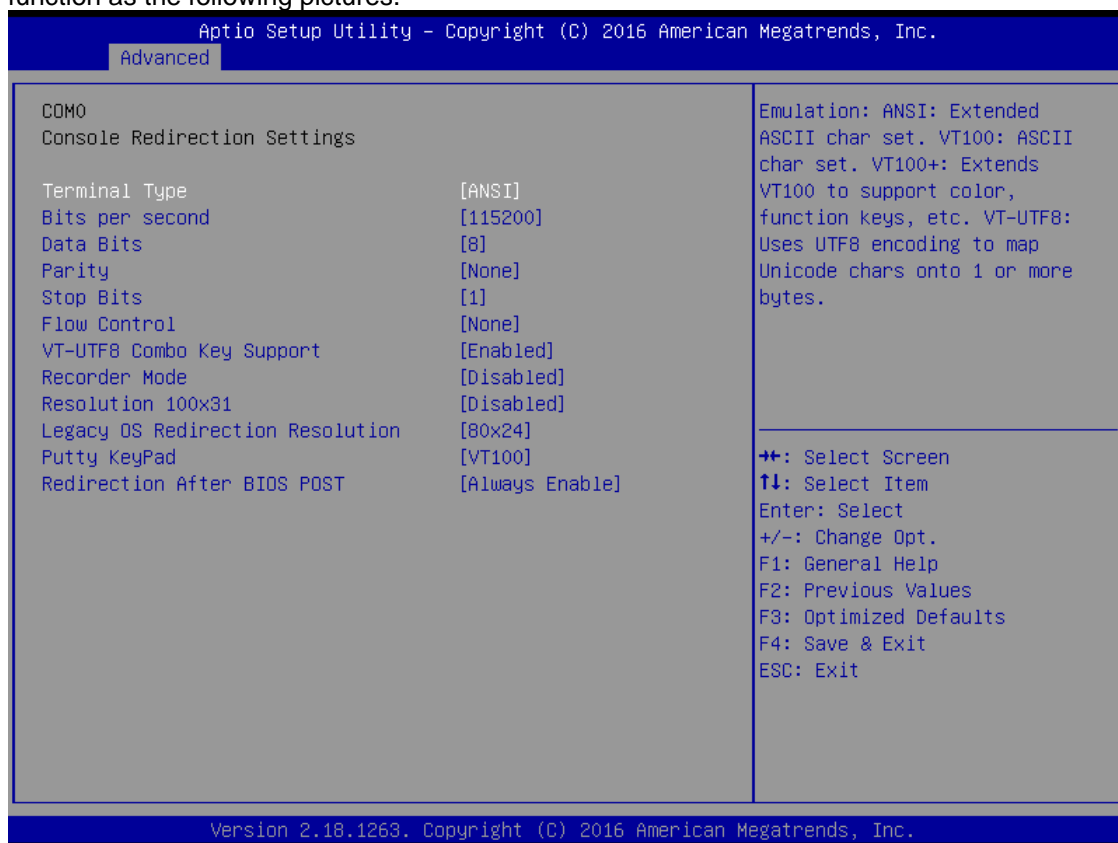 function as the following pictures.
Aptio Setup Utility – Copyright (C) 2016 American Megatrends, Inc.
Advanced
COM0
Console Redirection Settings
Terminal Type [ANSI]
Bits per second [115200]
Data Bits [8]
Parity [None]
Stop Bits [1]
Flow Control [None]
VT-UTF8 Combo Key Support [Enabled]
Recorder Mode [Disabled]
Resolution 100x31 [Disabled]
Legacy OS Redirection Resolution [80x24]
Putty KeyPad [VT100]
Redirection After BIOS POST [Always Enable]
Emulation: ANSI: Extended
ASCII char set. VT100: ASCII
char set. VT100+: Extends
VT100 to support color,
function keys, etc. VT-UTF8:
Uses UTF8 encoding to map
Unicode chars onto 1 or more
bytes.
→←: Select Screen
↑↓: Select Item
Enter: Select
+/-: Change Opt.
F1: General Help
F2: Previous Values
F3: Optimized Defaults
F4: Save & Exit
ESC: Exit
Version 2.18.1263. Copyright (C) 2016 American Megatrends, Inc.